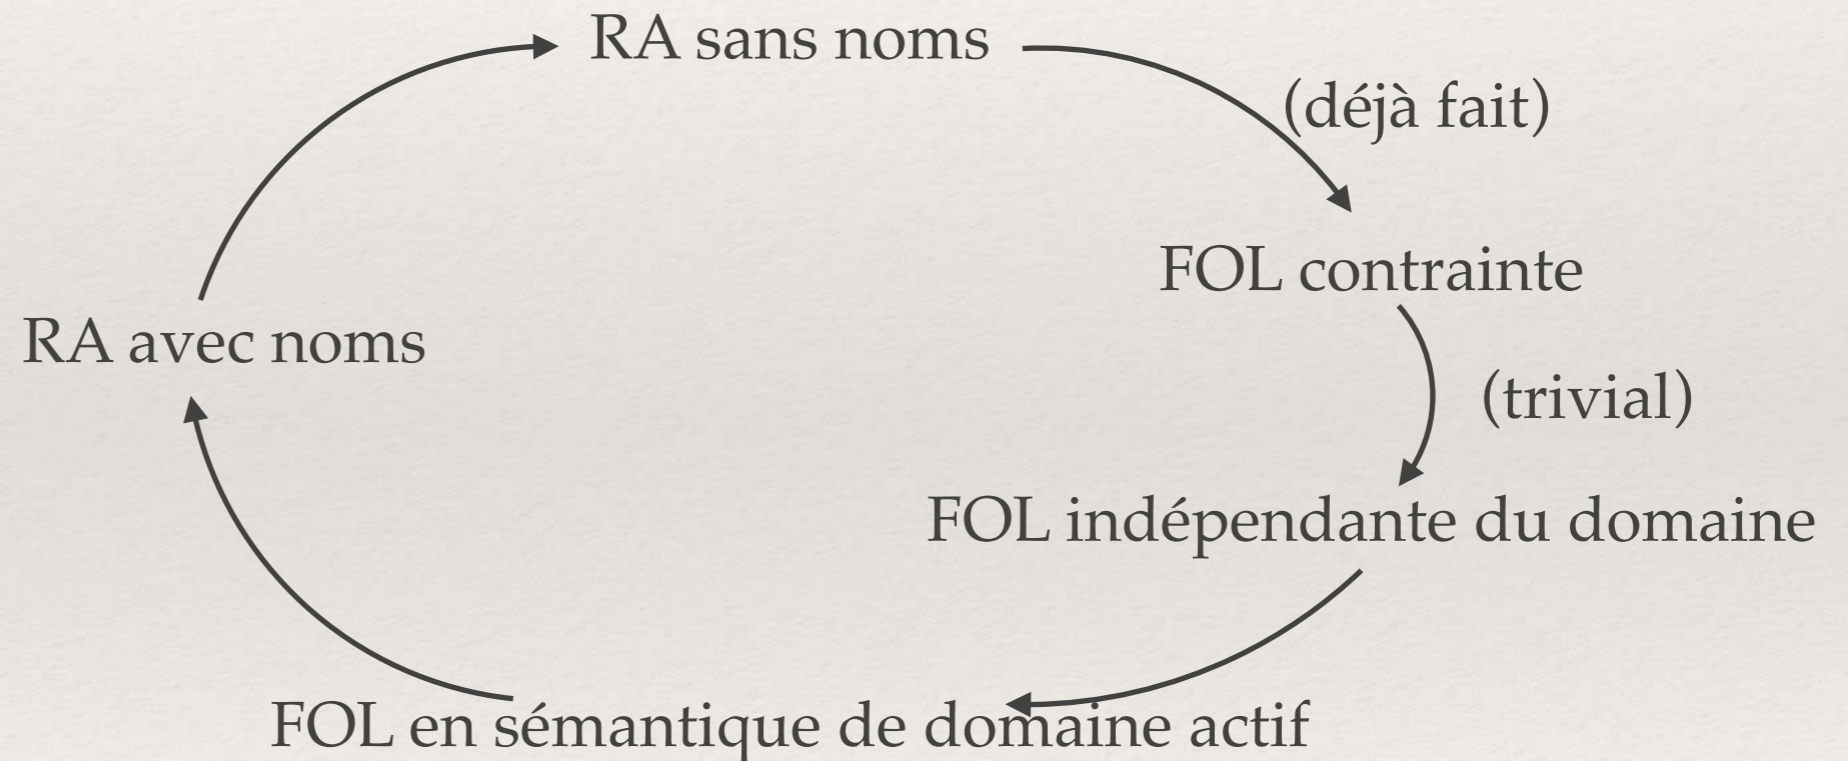 RA sans noms
(déjà fait)
FOL contrainte
RA avec noms
(trivial)
FOL indépendante du domaine
FOL en sémantique de domaine actif